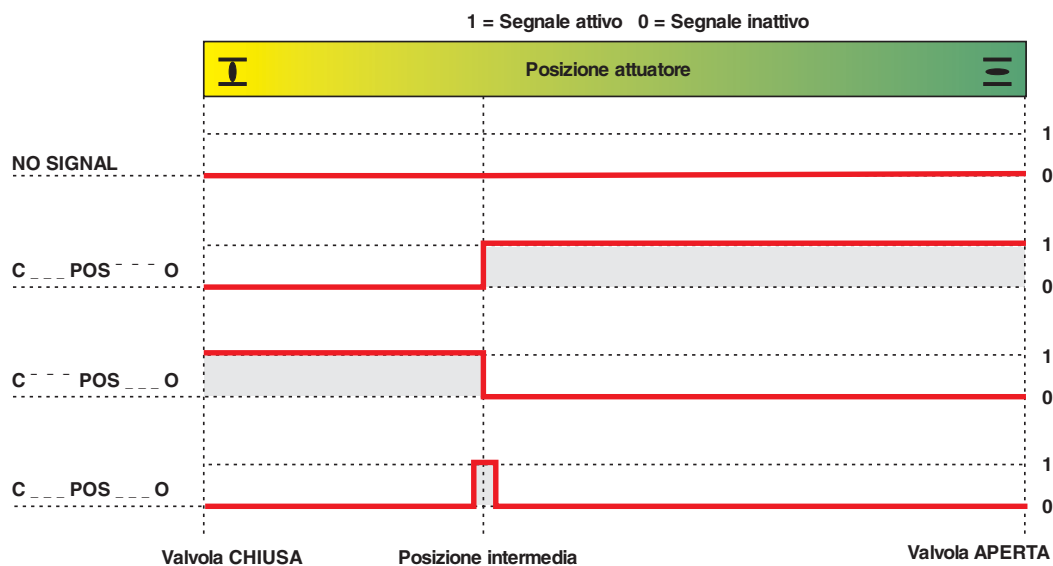 1 = Segnale attivo 0 = Segnale inattivo
Posizione attuatore
1
NO SIGNAL
0
1
C _ _ _ POS ¯ ¯ ¯ O
0
1
C ¯ ¯ ¯ POS _ _ _ O
0
1
C _ _ _ POS _ _ _ O
0
Valvola CHIUSA Posizione intermedia Valvola APERTA